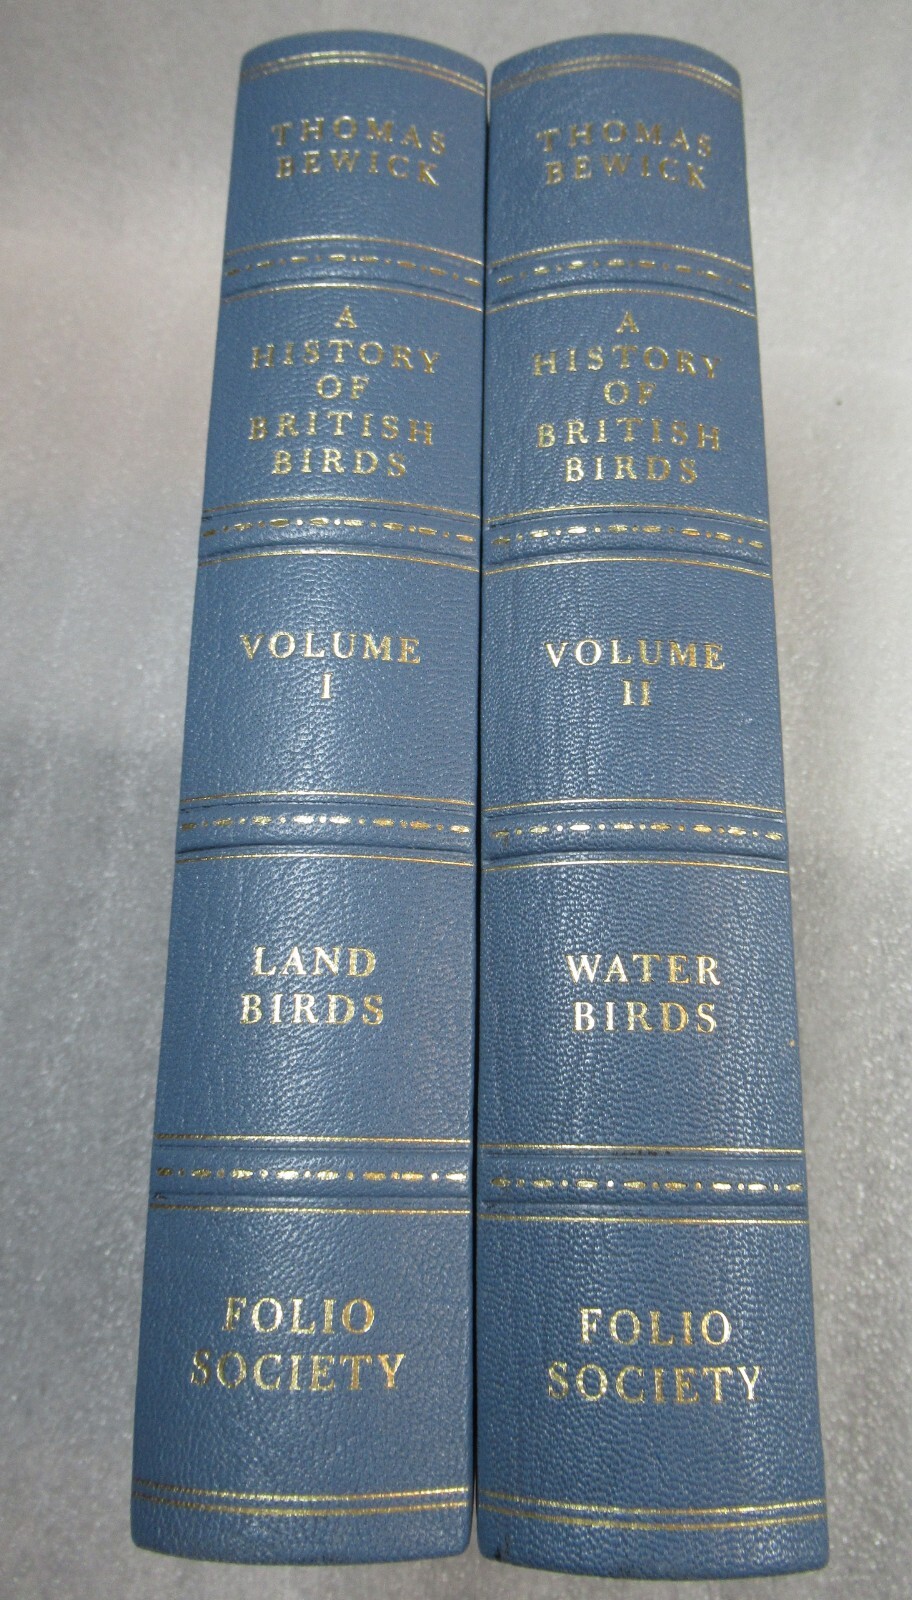 THOMAS
BEWICK
A
HISTORY
OF
BRITISH
BIRDS
VOLUME
I
LAND
BIRDS
FOLIO
SOCIETY
THOMAS
BEWICK
A
HISTORY
OF
BRITISH
BIRDS
VOLUME
II
WATER
BIRDS
FOLIO
SOCIETY